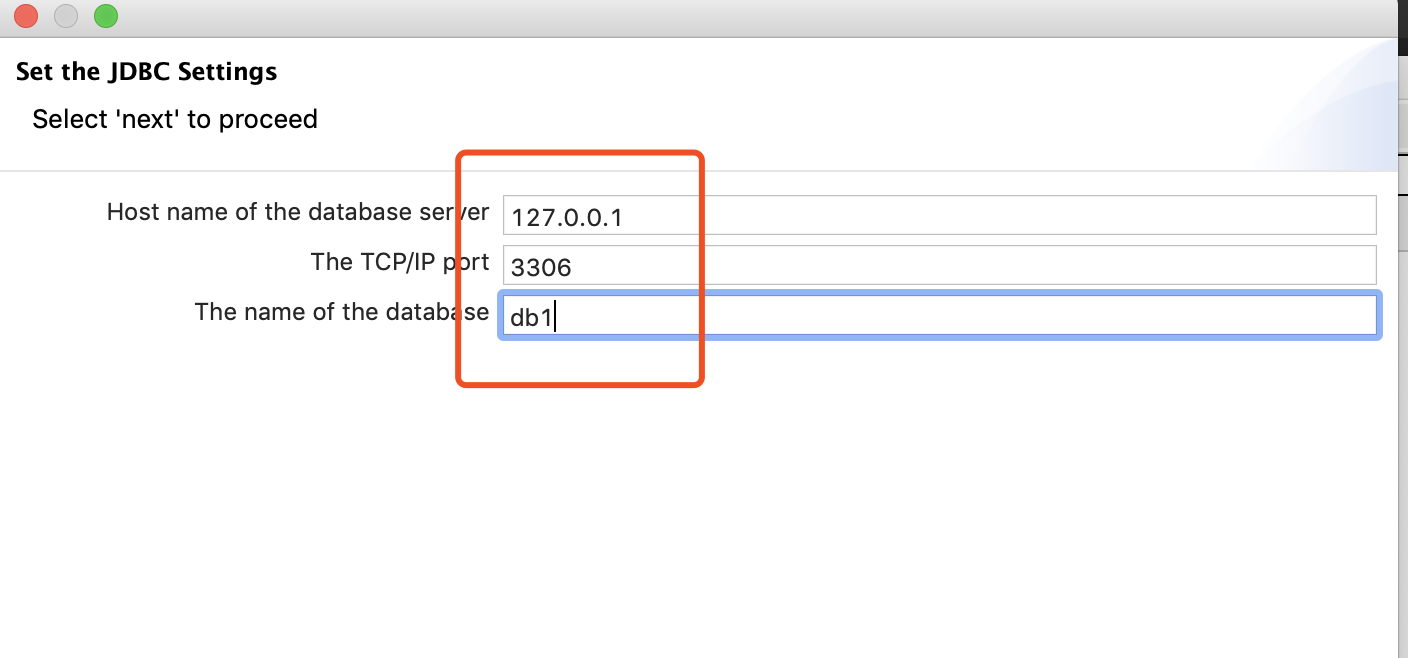 Set the JDBC Settings
Select 'next' to proceed
Host name of the database server 127.0.0.1
The TCP/IP port 3306
The name of the database db1